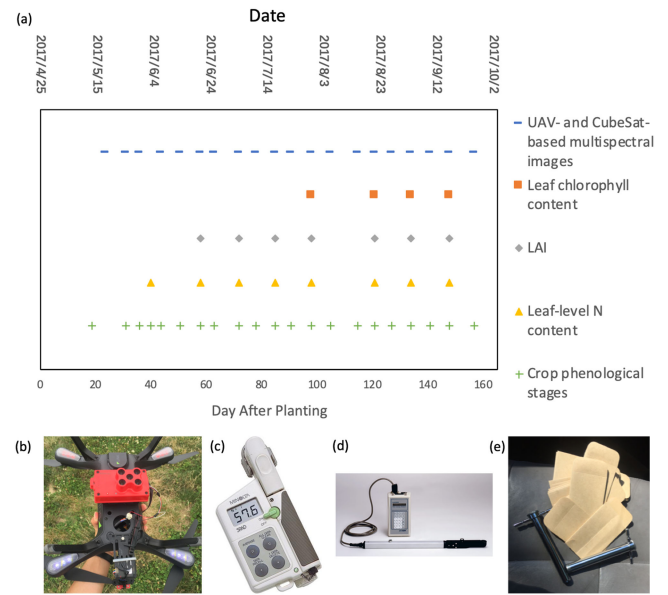 (a)
Date
2017/4/25
2017/5/15
2017/6/4
2017/6/24
2017/7/14
2017/8/3
2017/8/23
2017/9/12
2017/10/2
UAV- and CubeSat-
based multispectral
images
Leaf chlorophyll
content
LAI
Leaf-level N
content
Crop phenological
stages
0 20 40 60 80 100 120 140 160
Day After Planting
(b) (c) (d) (e)
MINOLTA
57.6